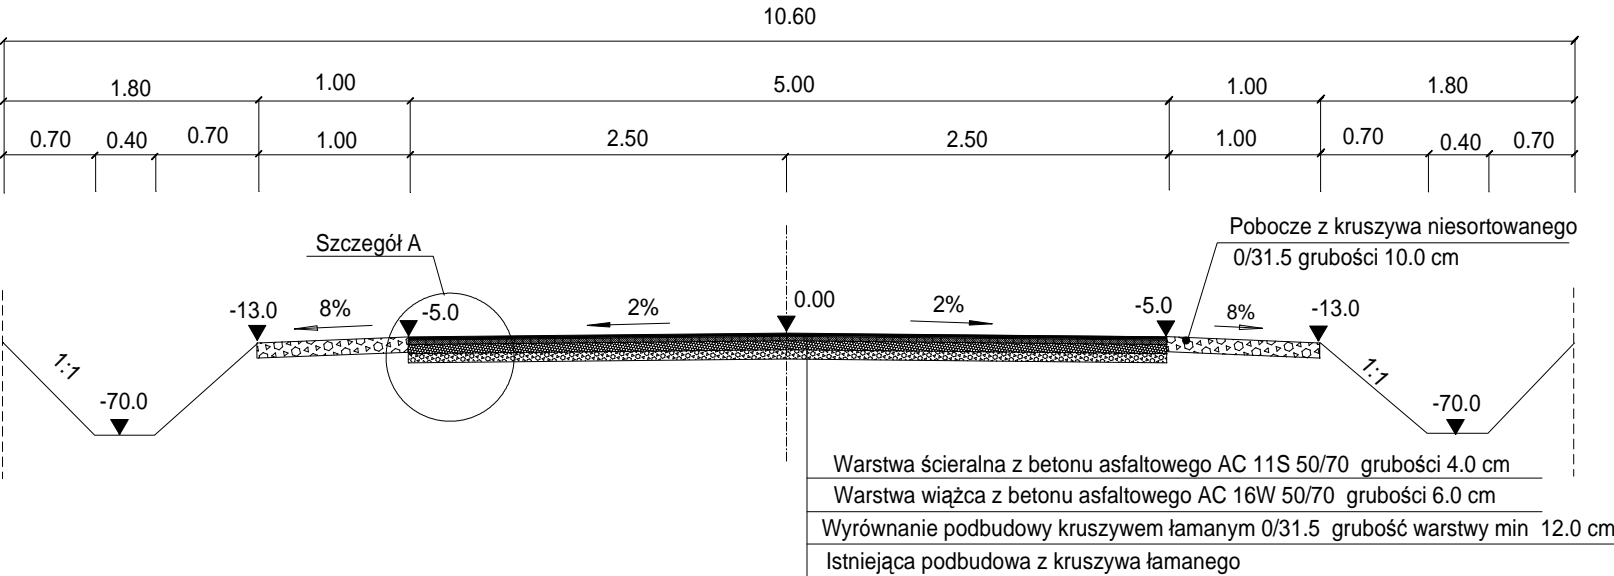 10.60
1.80 1.00 5.00 1.00 1.80
0.70 0.40 0.70 1.00 2.50 2.50 1.00 0.70 0.40 0.70
Szczegół A
Pobocze z kruszywa niesortowanego
0/31.5 grubości 10.0 cm
-13.0 8% -5.0 2% 0.00 2% -5.0 8% -13.0
1:1 1:1
-70.0 -70.0
Warstwa ścieralna z betonu asfaltowego AC 11S 50/70 grubości 4.0 cm
Warstwa wiążca z betonu asfaltowego AC 16W 50/70 grubości 6.0 cm
Wyrównanie podbudowy kruszywem łamanym 0/31.5 grubość warstwy min 12.0 cm
Istniejąca podbudowa z kruszywa łamanego